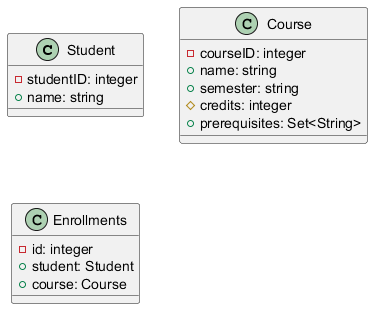 C Student
studentID: integer
name: string
C Course
courseID: integer
name: string
semester: string
credits: integer
prerequisites: Set<String>
C Enrollments
id: integer
student: Student
course: Course